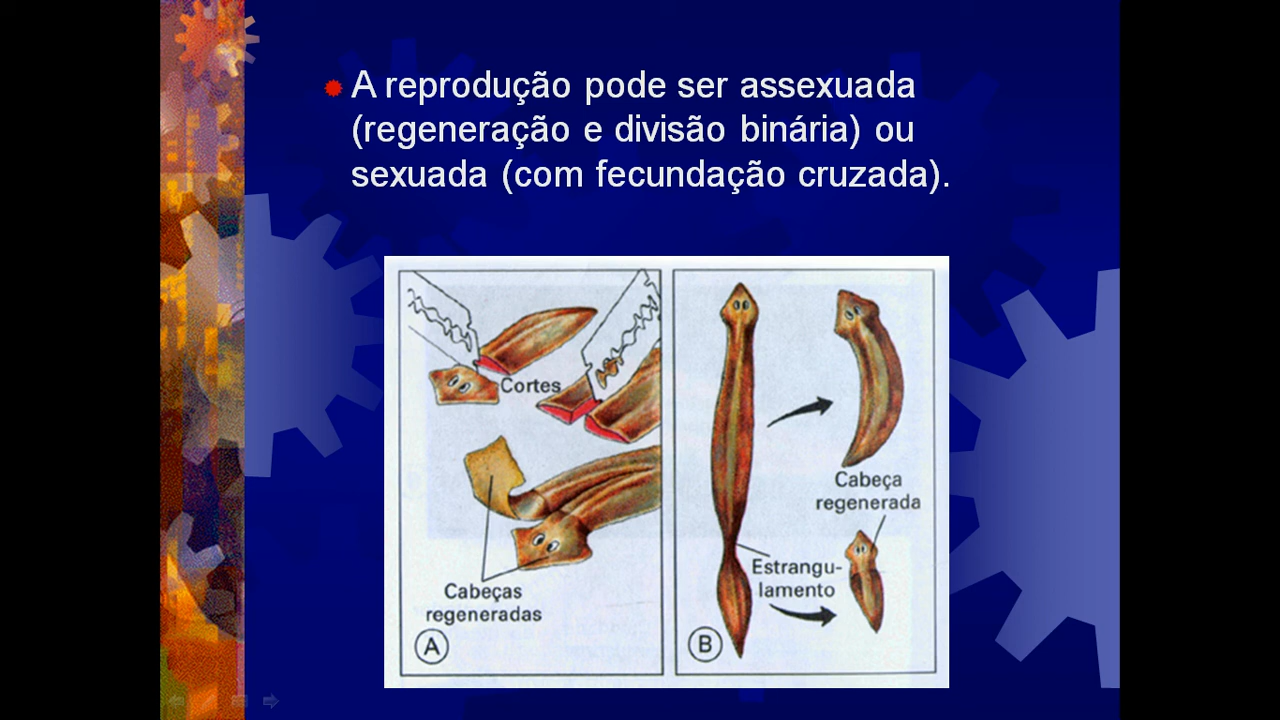 A reprodução pode ser assexuada
(regeneração e divisão binária) ou
sexuada (com fecundação cruzada).
Cortes
Cabeças
regeneradas
A
Cabeça
regenerada
Estrangu-
lamento
B